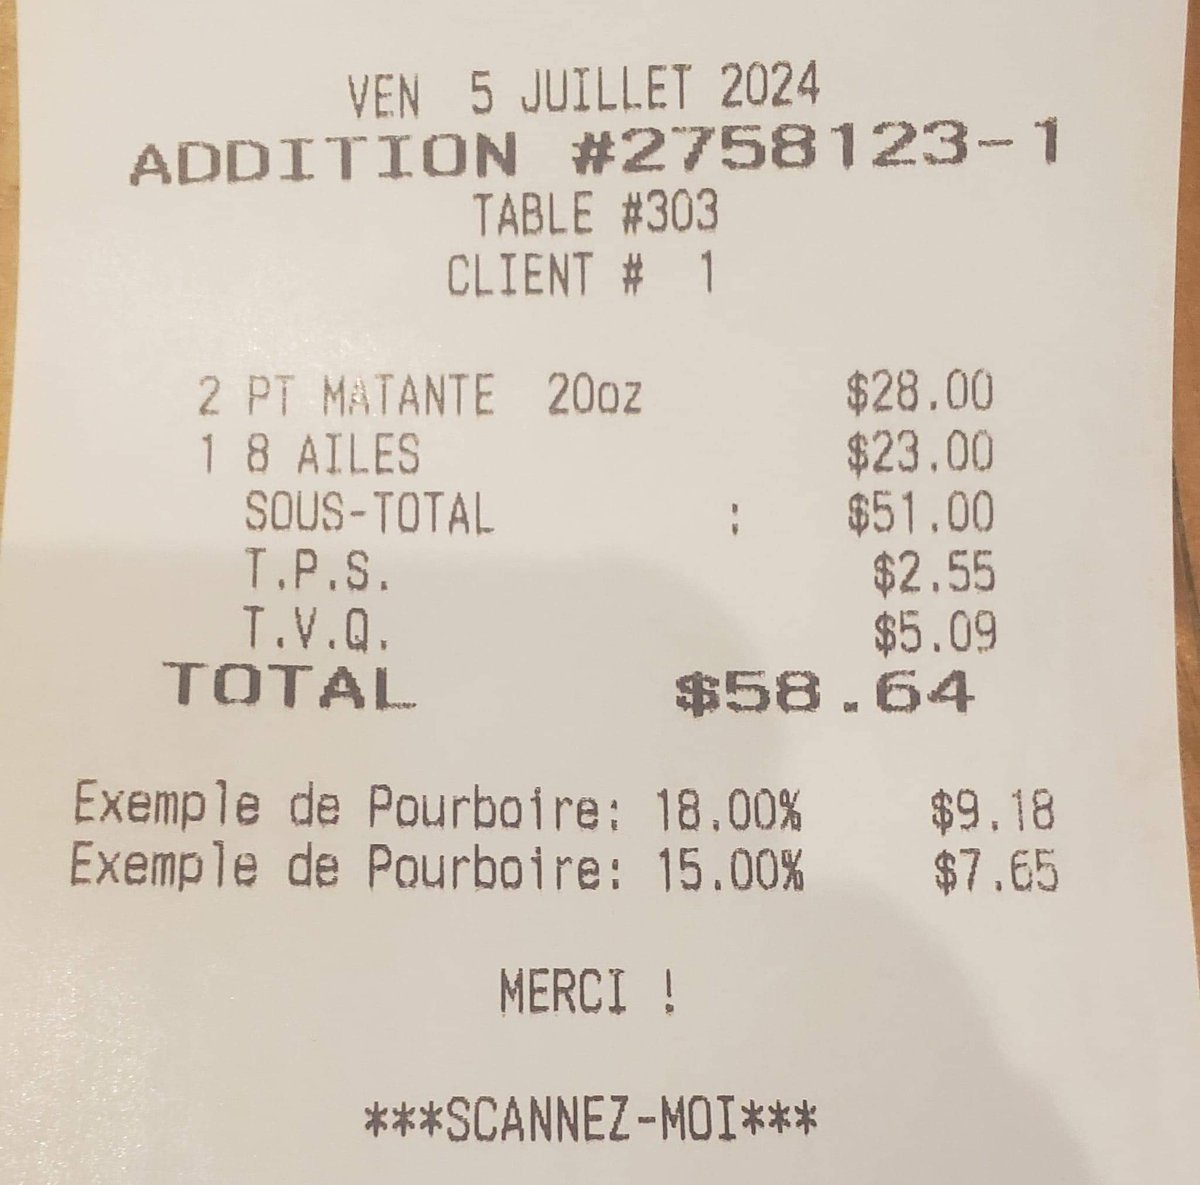 VEN 5 JUILLET 2024
ADDITION #2758123-1
TABLE #303
CLIENT # 1
2 PT MATANTE 20oz $28.00
1 8 AILES $23.00
SOUS-TOTAL : $51.00
T.P.S. $2.55
T.V.Q. $5.09
TOTAL $58.64
Exemple de Pourboire: 18.00% $9.18
Exemple de Pourboire: 15.00% $7.65
MERCI !
***SCANNEZ-MOI***